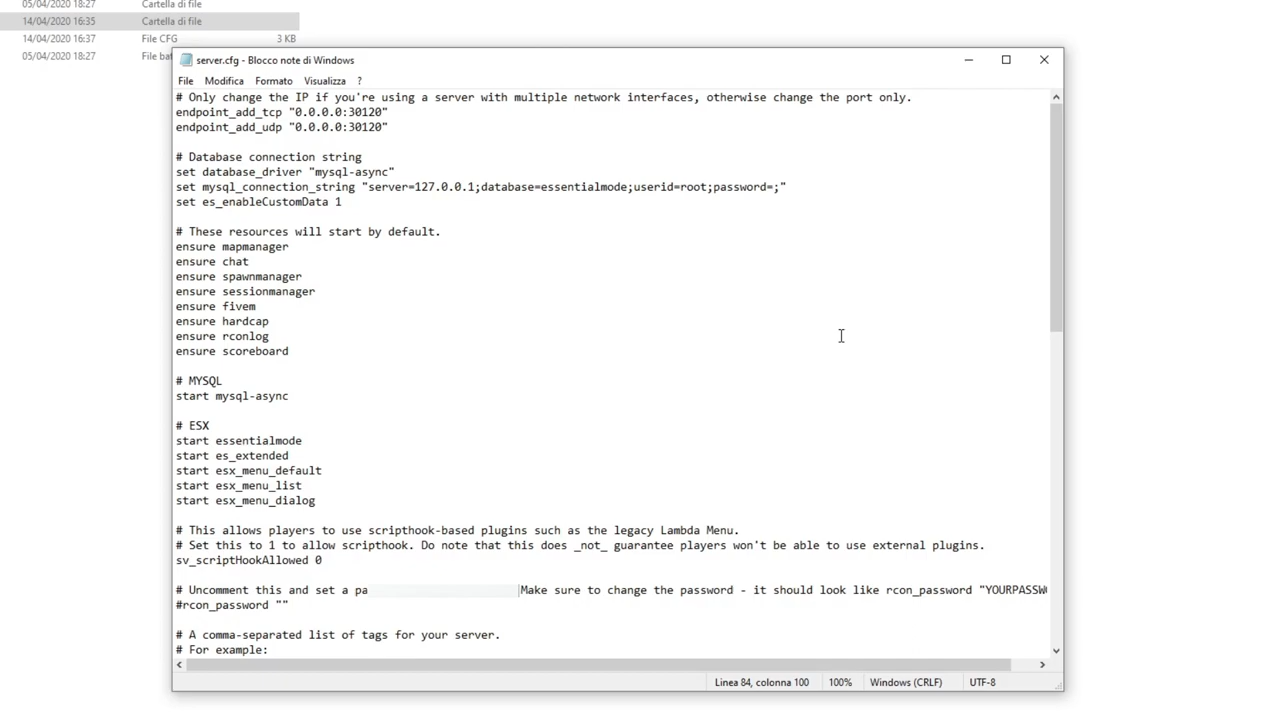 05/04/2020 18:27 Cartella di file
14/04/2020 16:35 Cartella di file
14/04/2020 16:37 File CFG 3 KB
05/04/2020 18:27 File bat
server.cfg - Blocco note di Windows
File Modifica Formato Visualizza ?
# Only change the IP if you're using a server with multiple network interfaces, otherwise change the port only.
endpoint_add_tcp "0.0.0.0:30120"
endpoint_add_udp "0.0.0.0:30120"
# Database connection string
set database_driver "mysql-async"
set mysql_connection_string "server=127.0.0.1;database=essentialmode;userid=root;password=;"
set es_enableCustomData 1
# These resources will start by default.
ensure mapmanager
ensure chat
ensure spawnmanager
ensure sessionmanager
ensure fivem
ensure hardcap
ensure rconlog
ensure scoreboard
# MYSQL
start mysql-async
# ESX
start essentialmode
start es_extended
start esx_menu_default
start esx_menu_list
start esx_menu_dialog
# This allows players to use scripthook-based plugins such as the legacy Lambda Menu.
# Set this to 1 to allow scripthook. Do note that this does _not_ guarantee players won't be able to use external plugins.
sv_scriptHookAllowed 0
# Uncomment this and set a pa Make sure to change the password - it should look like rcon_password "YOURPASSW
#rcon_password ""
# A comma-separated list of tags for your server.
# For example:
Linea 84, colonna 100 100% Windows (CRLF) UTF-8